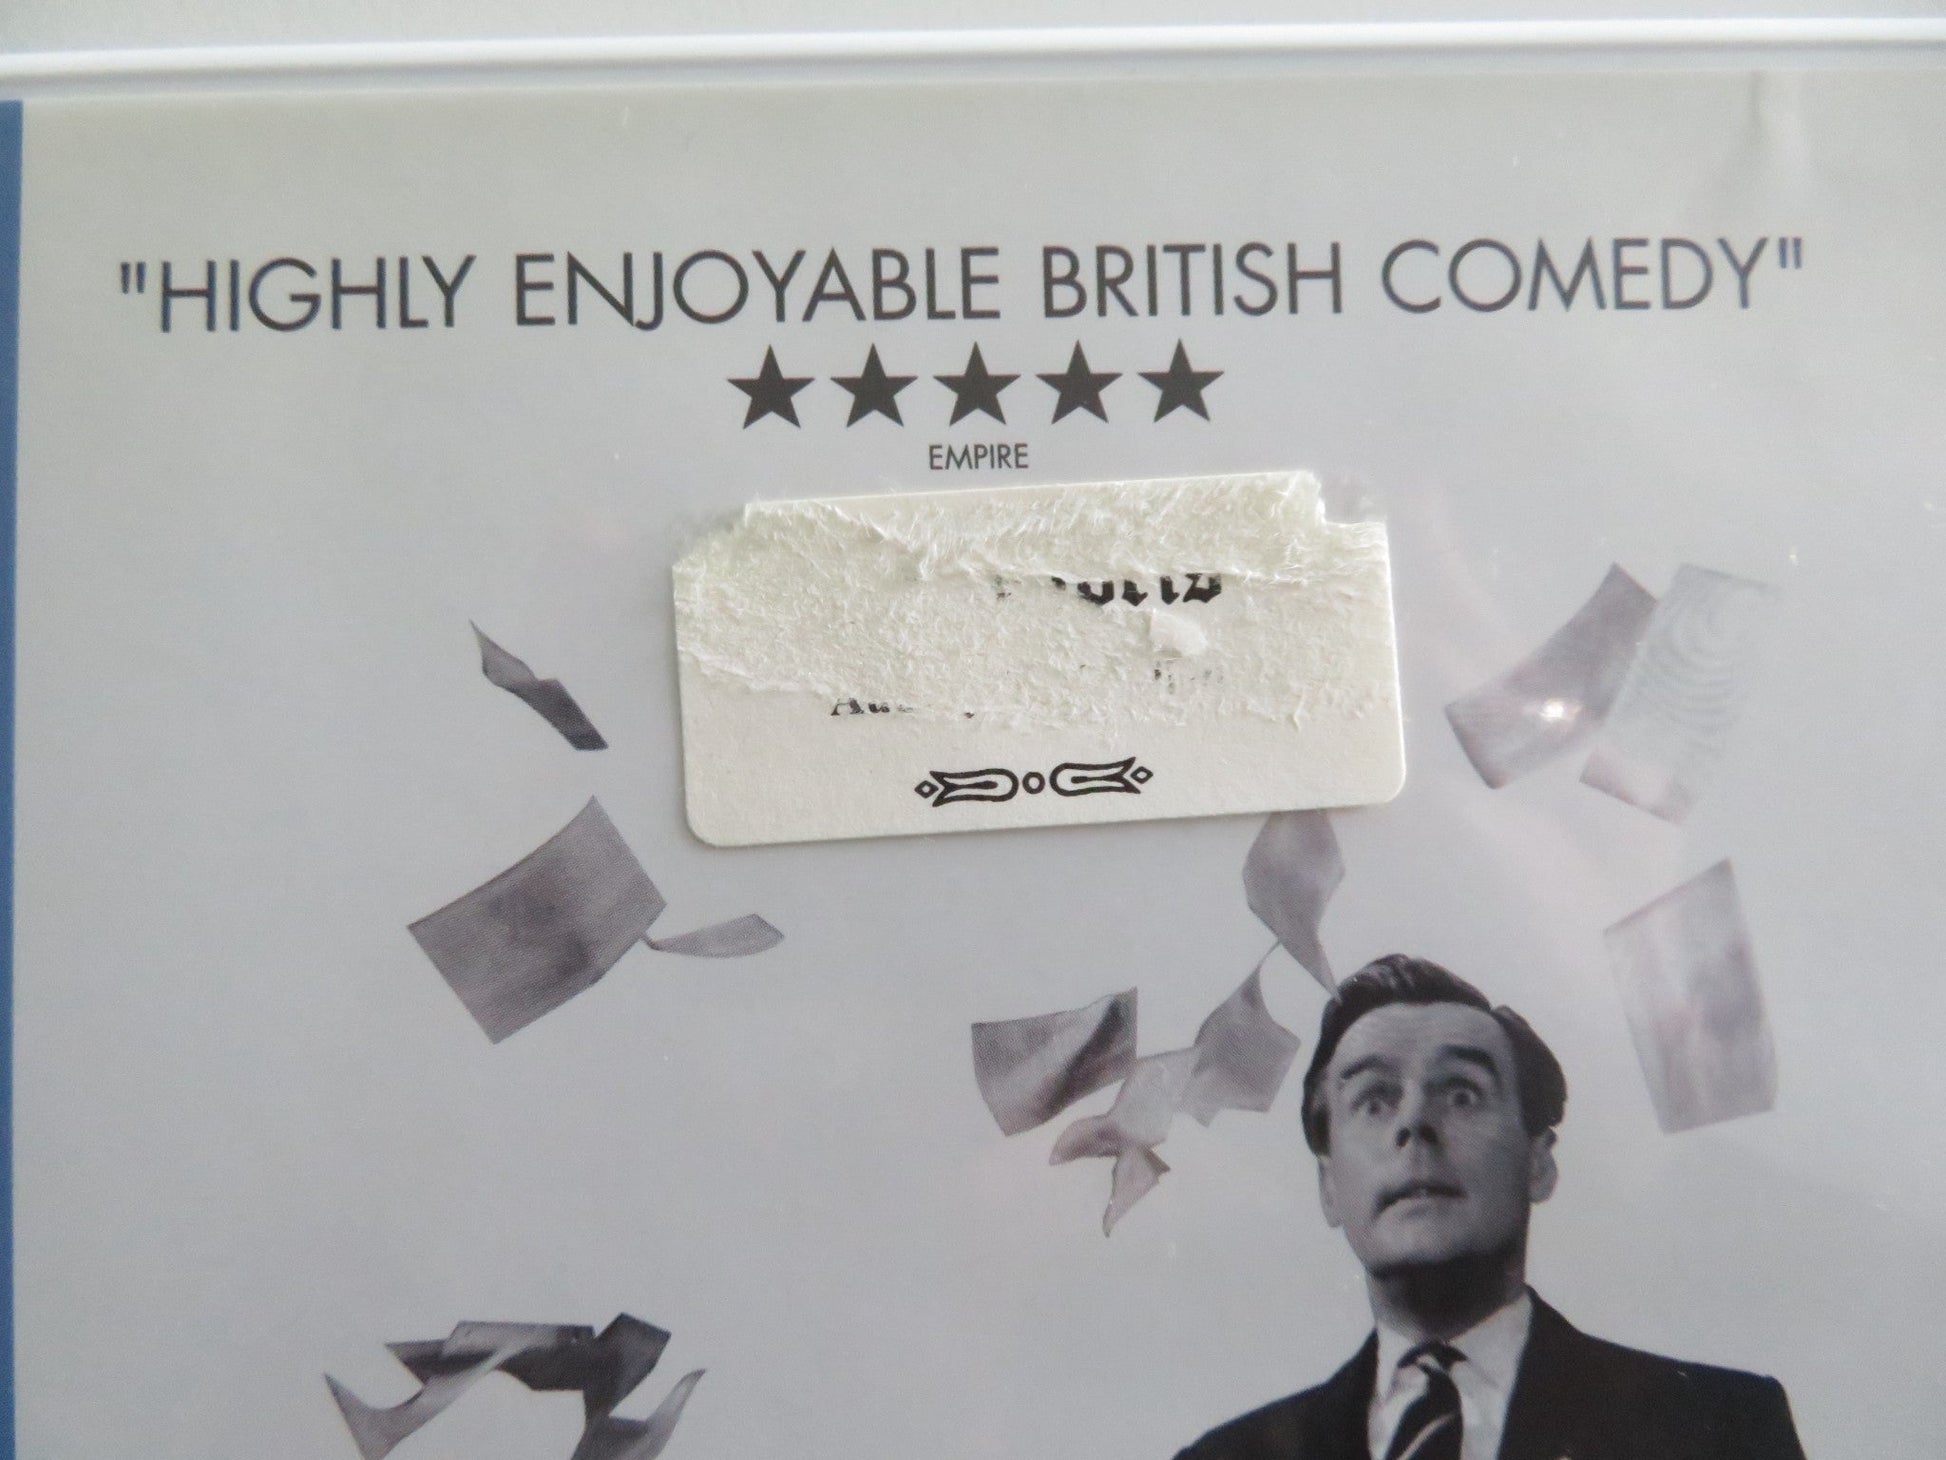 "HIGHLY ENJOYABLE BRITISH COMEDY"
EMPIRE